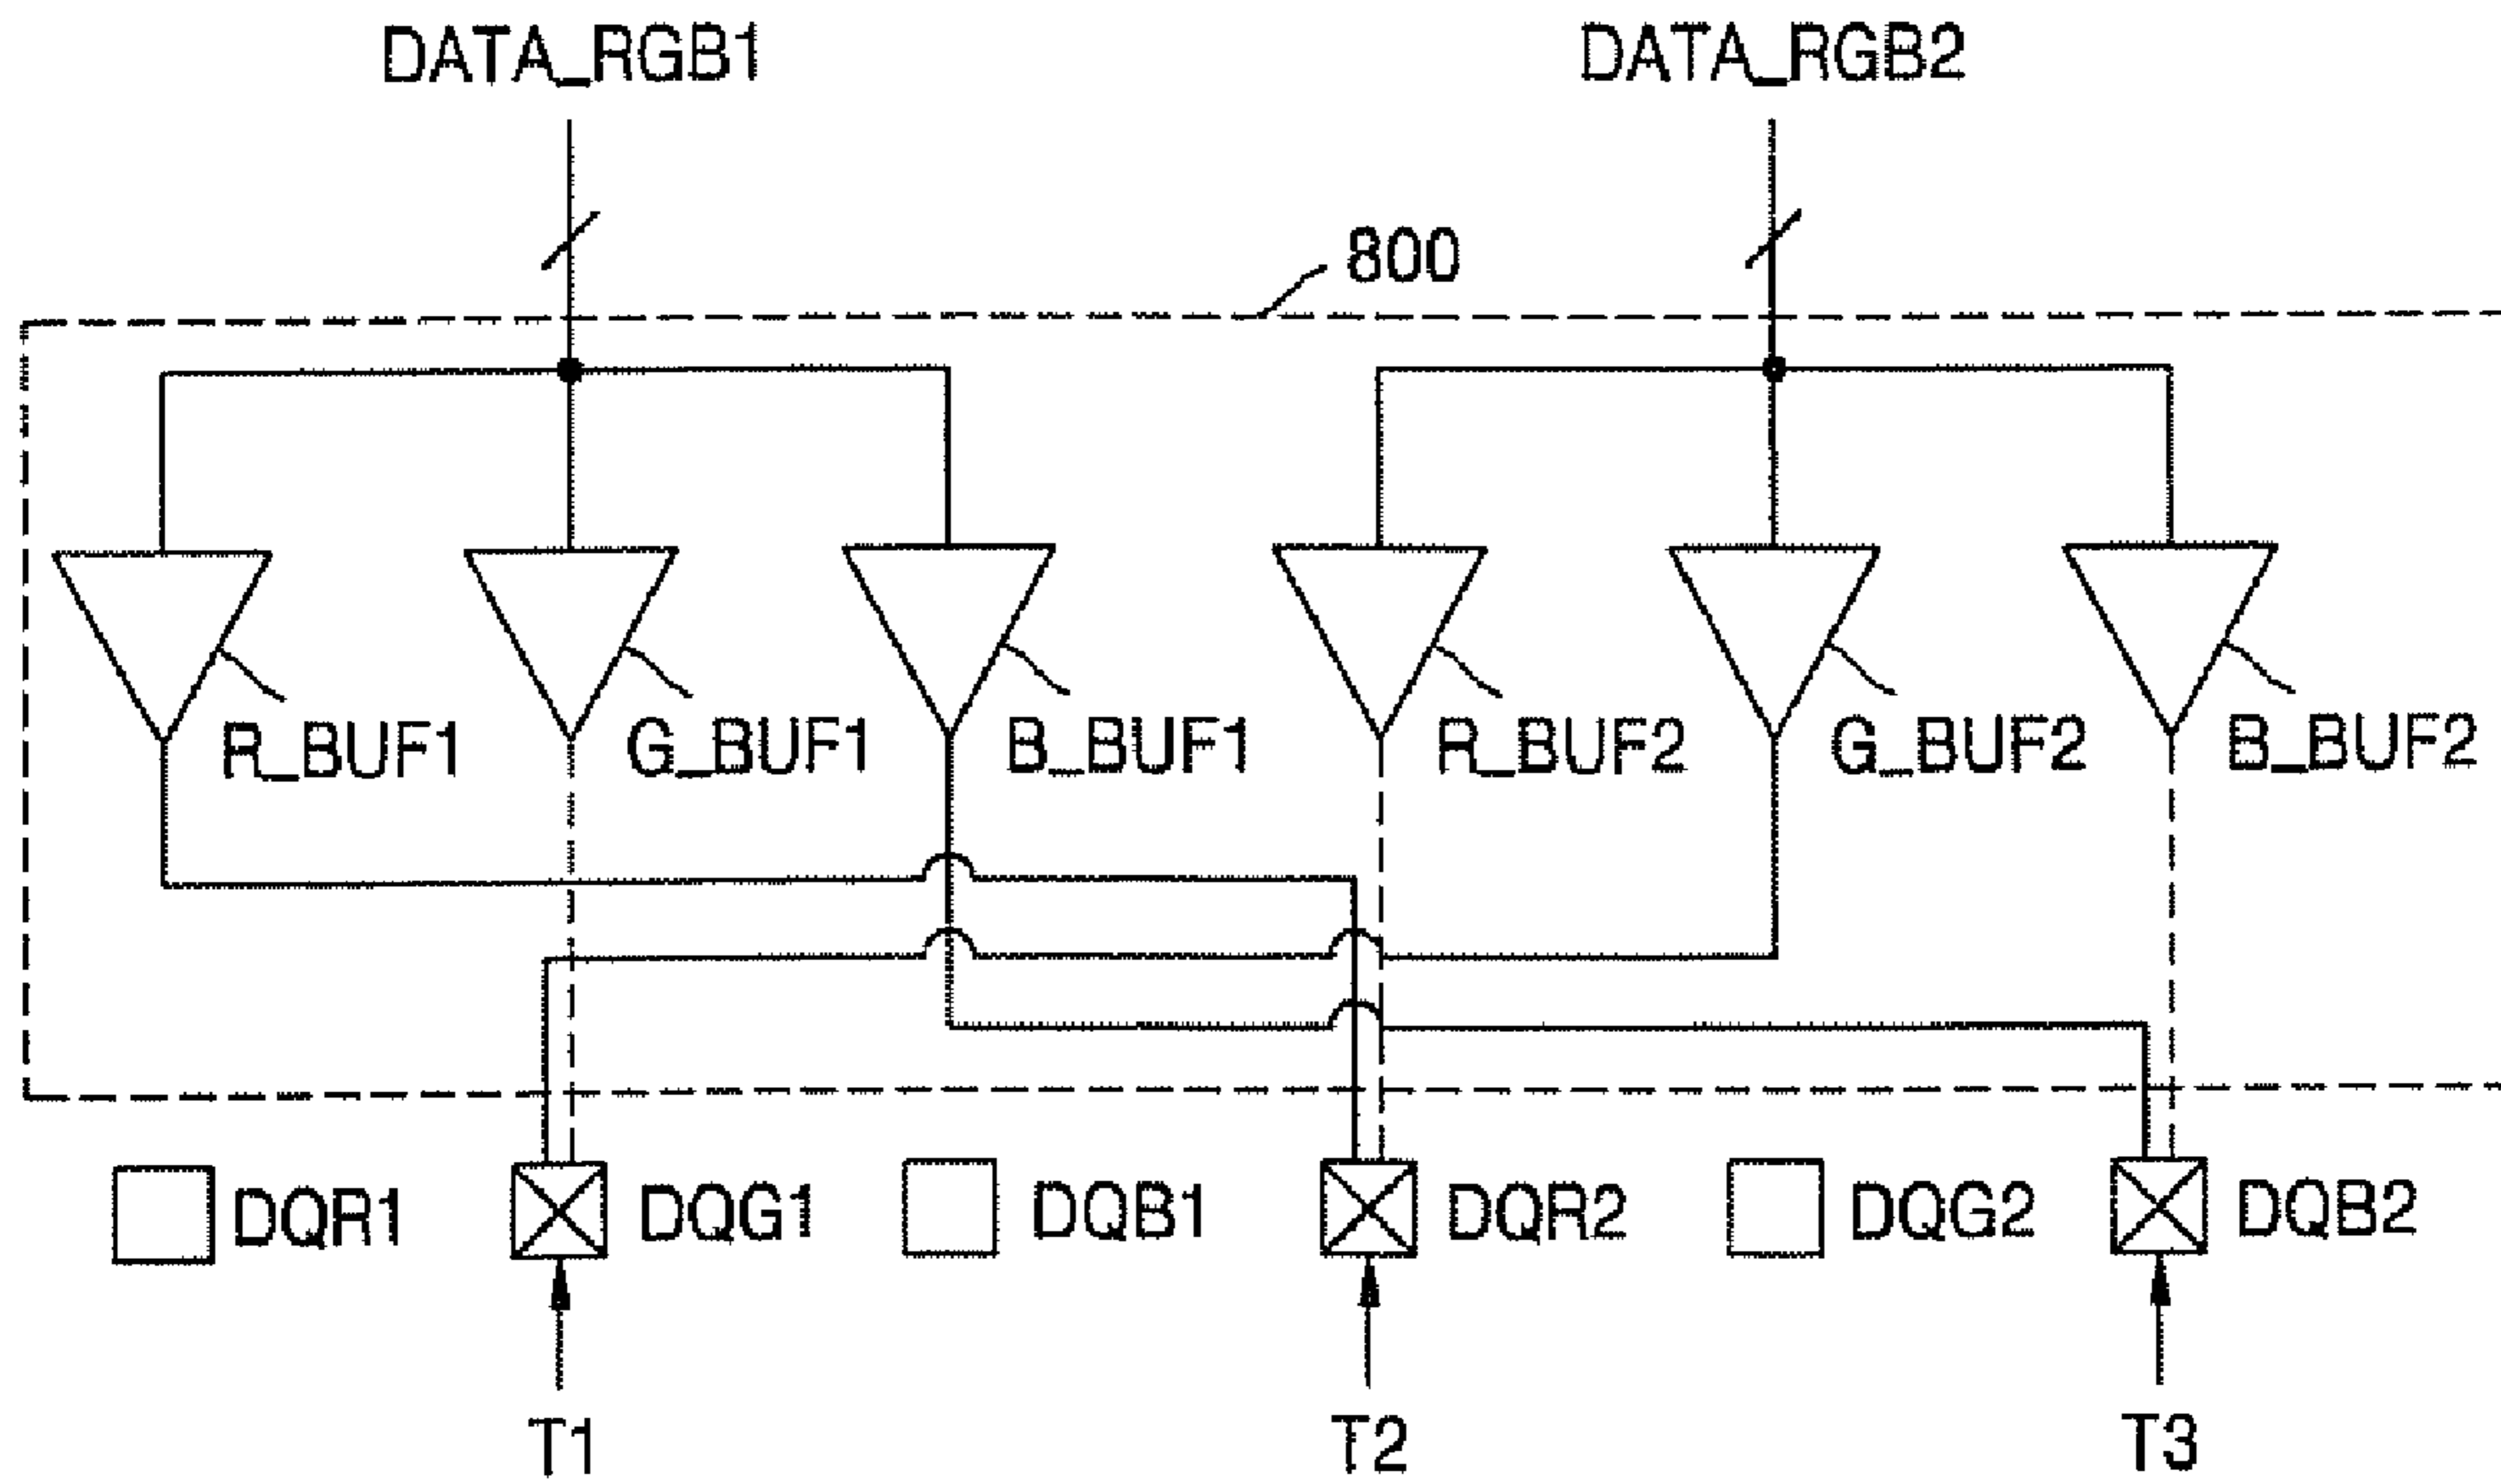 DATA_RGB1 DATA_RGB2
800
R_BUF1 G_BUF1 B_BUF1 R_BUF2 G_BUF2 B_BUF2
DQR1 DQG1 DQB1 DQR2 DQG2 DQB2
T1 T2 T3